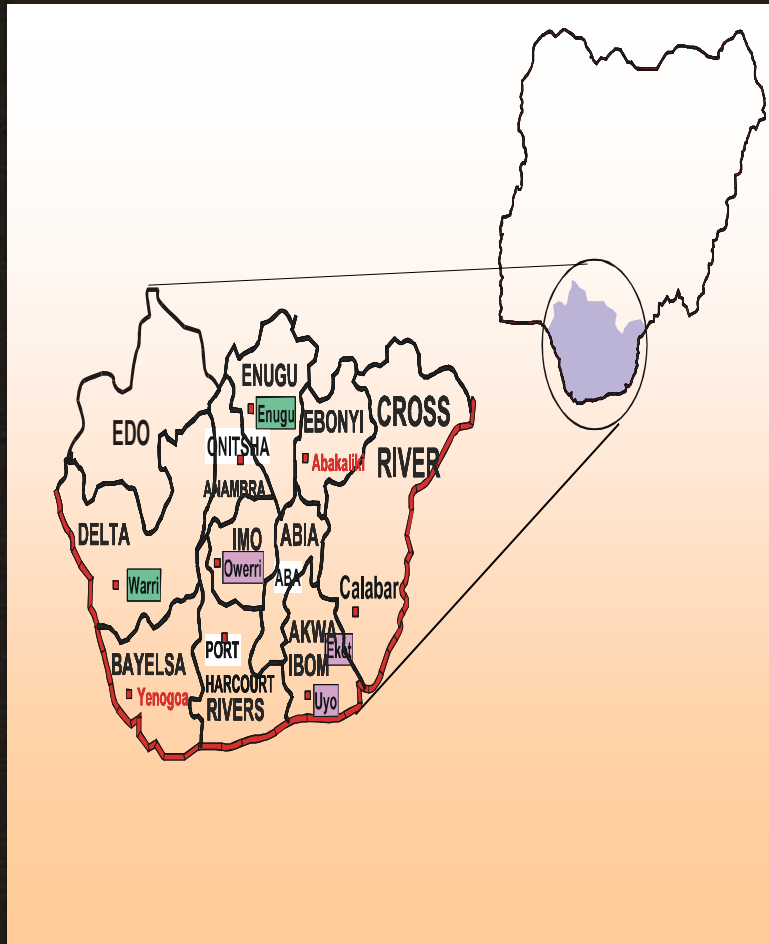 ENUGU
Enugu
EBONYI
CROSS
RIVER
EDO
ONITSHA
Abakaliki
ANAMBRA
DELTA
IMO
ABIA
Owerri
ABA
Warri
Calabar
AKWA
IBOM
Eket
PORT
HARCOURT
RIVERS
BAYELSA
Yenogoa
Uyo